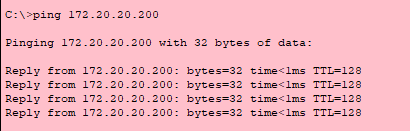 C:\>ping 172.20.20.200
Pinging 172.20.20.200 with 32 bytes of data:
Reply from 172.20.20.200: bytes=32 time<1ms TTL=128
Reply from 172.20.20.200: bytes=32 time<1ms TTL=128
Reply from 172.20.20.200: bytes=32 time<1ms TTL=128
Reply from 172.20.20.200: bytes=32 time<1ms TTL=128